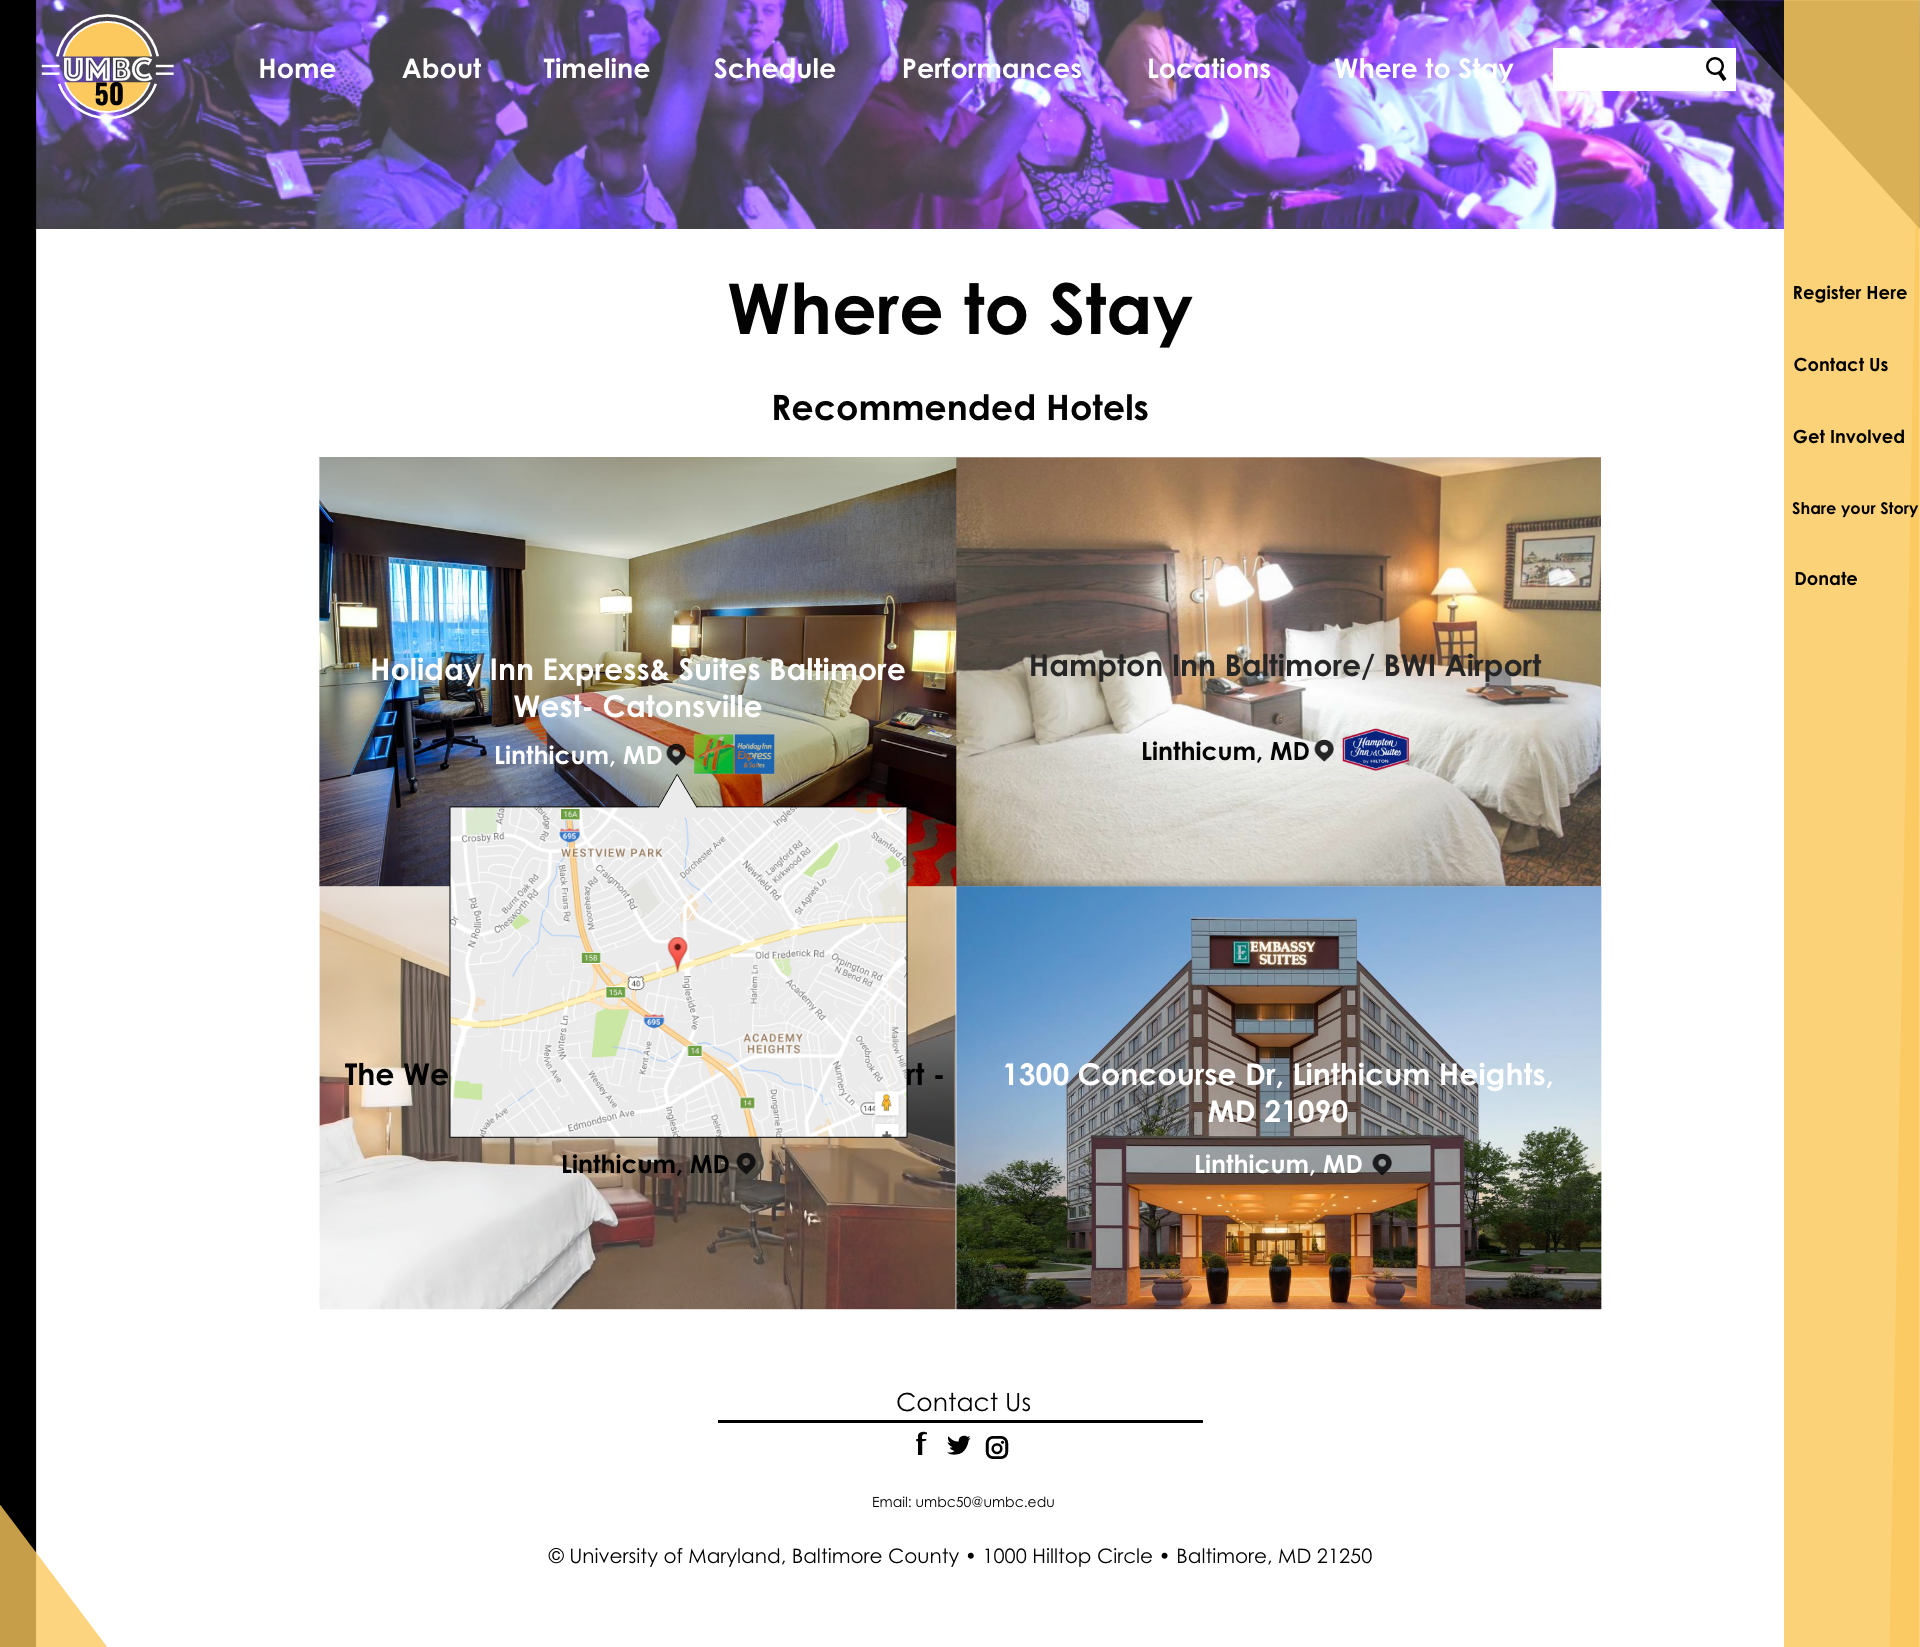 UMBC
50
Home About Timeline Schedule Performances Locations Where to Stay
Where to Stay
Recommended Hotels
Register Here
Contact Us
Get Involved
Share your Story
Donate
Holiday Inn Express& Suites Baltimore
West- Catonsville
Linthicum, MD
Holiday Inn
Express
& Suites
Hampton Inn Baltimore/ BWI Airport
Linthicum, MD
Hampton
Inn & Suites
by HILTON
16A
695
Crosby Rd
WESTVIEW PARK
Dorchester Ave
Stamford Rd
Langford Rd
Kirkwood Rd
Newfield Rd
Craigmont Rd
St Agnes Ln
Black Friars Rd
Moorehead Rd
Burnt Oak Rd
Chesworth Rd
N Rolling Rd
Old Frederick Rd
Orpington Rd
N Bend Rd
15B
40
15A
Harlem Ln
Academy Rd
Ingleside Ave
695
Winters Ln
Melvin Ave
ACADEMY
HEIGHTS
14
Kent Ave
Overbrook Rd
Mallow Hill
Nunnery Ln
Wesley Ave
Edmondson Ave
14
144
EMBASSY
SUITES
The We
rt -
Linthicum, MD
1300 Concourse Dr, Linthicum Heights,
MD 21090
Linthicum, MD
Contact Us
f
Email: umbc50@umbc.edu
© University of Maryland, Baltimore County • 1000 Hilltop Circle • Baltimore, MD 21250